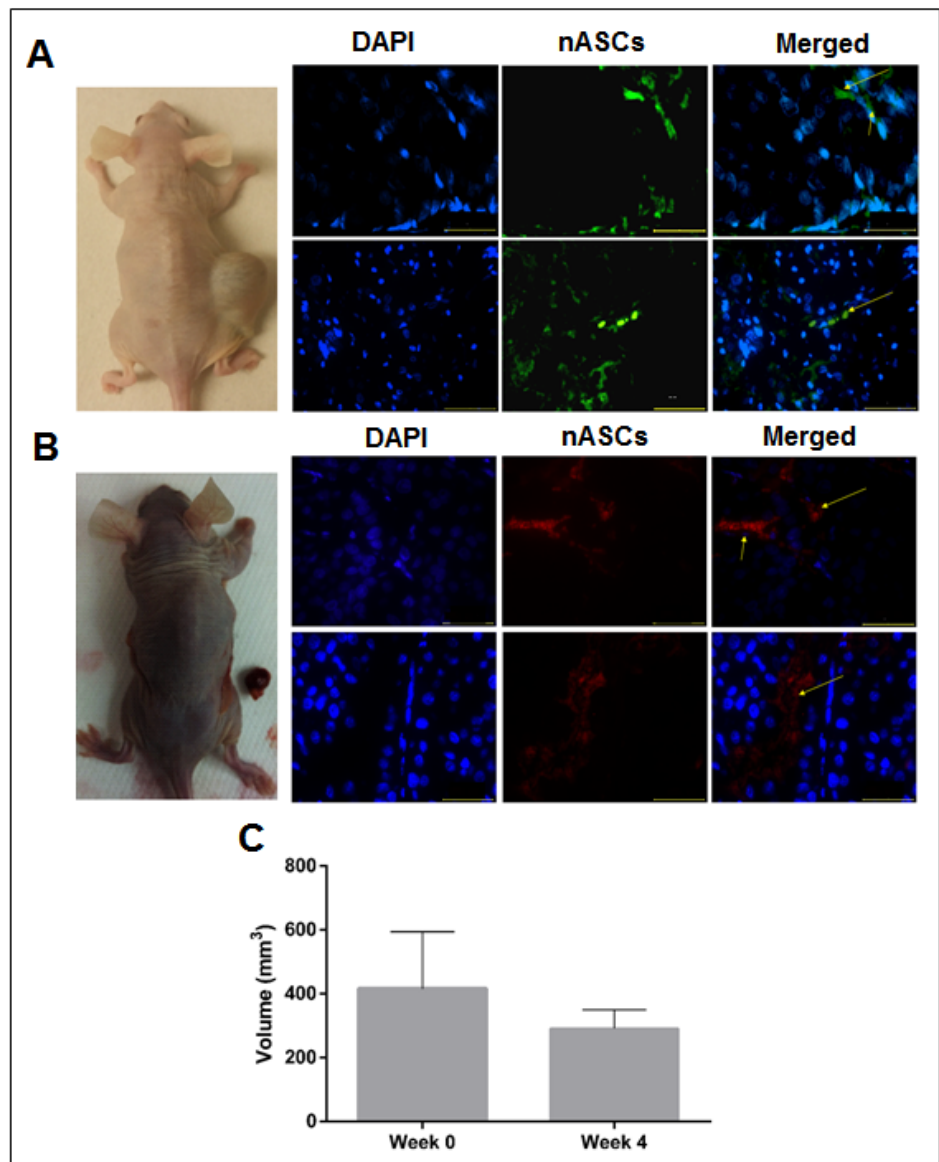 A
DAPI nASCs Merged
B
DAPI nASCs Merged
C
Volume (mm³)
800
600
400
200
0
Week 0 Week 4